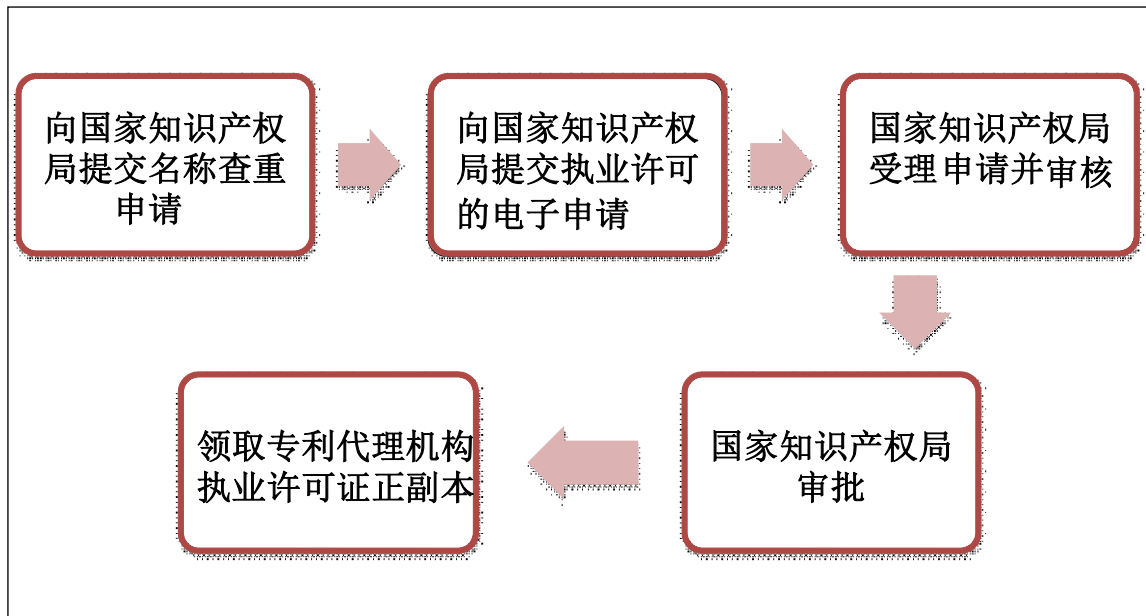 向国家知识产权
局提交名称查重
申请
向国家知识产权
局提交执业许可
的电子申请
国家知识产权局
受理申请并审核
国家知识产权局
审批
领取专利代理机构
执业许可证正副本